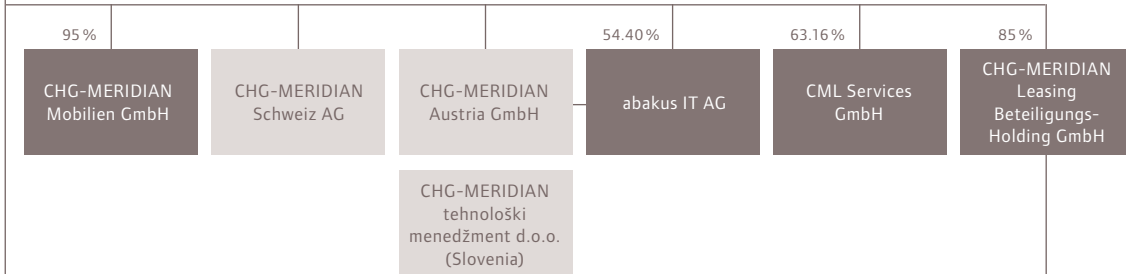 95 %
54.40 %
63.16 %
85 %
CHG-MERIDIAN
Mobilien GmbH
CHG-MERIDIAN
Schweiz AG
CHG-MERIDIAN
Austria GmbH
abakus IT AG
CML Services
GmbH
CHG-MERIDIAN
Leasing
Beteiligungs-
Holding GmbH
CHG-MERIDIAN
tehnološki
menedžment d.o.o.
(Slovenia)